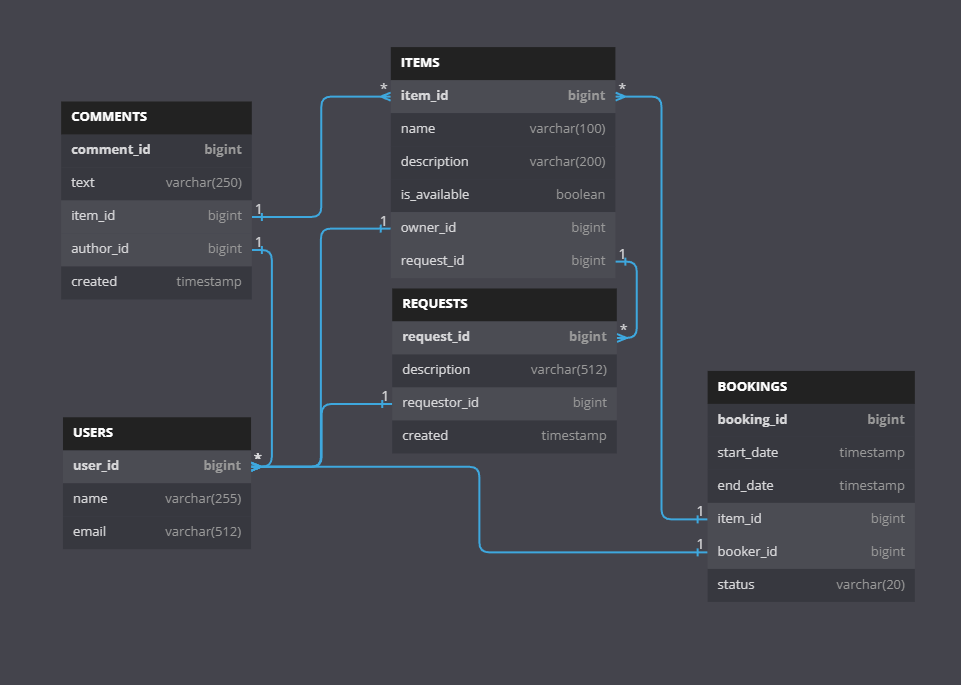 COMMENTS
comment_id bigint
text varchar(250)
item_id bigint 1
author_id bigint 1
created timestamp
ITEMS
* item_id bigint *
name varchar(100)
description varchar(200)
is_available boolean
1 owner_id bigint
request_id bigint 1
REQUESTS
request_id bigint *
description varchar(512)
1 requestor_id bigint
created timestamp
USERS
user_id bigint *
name varchar(255)
email varchar(512)
BOOKINGS
booking_id bigint
start_date timestamp
end_date timestamp
1 item_id bigint
1 booker_id bigint
status varchar(20)